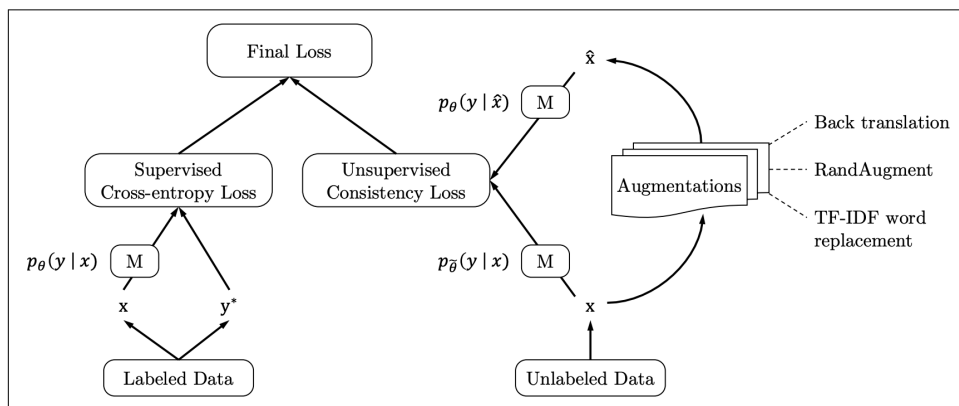 Final Loss
x̂
p_θ(y | x̂)
M
Back translation
Supervised
Cross-entropy Loss
Unsupervised
Consistency Loss
Augmentations
RandAugment
TF-IDF word
replacement
p_θ(y | x)
M
p_θ̃(y | x)
M
x
y*
x
Labeled Data
Unlabeled Data